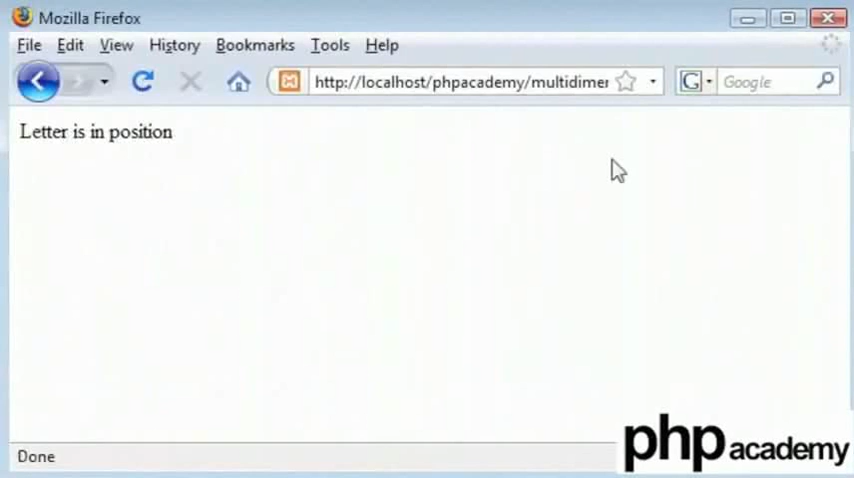 Mozilla Firefox
File Edit View History Bookmarks Tools Help
http://localhost/phpacademy/multidimer
G Google
Letter is in position
Done
php academy